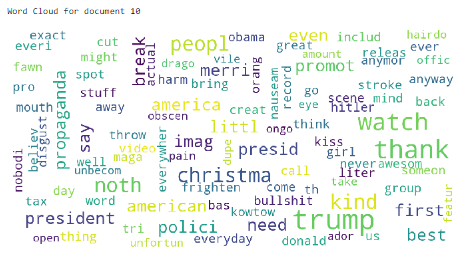 Word Cloud for document 10
exact
cut
obama
great
even
includ
hairdo
everi
might
break
actual
peopl
vile
amount
releas
ever
fawn
spot
drago
merri
orang
promot
anymor
offic
pro
propaganda
stuff
harm
bring
nauseam
record
go
stroke
anyway
mouth
away
america
creat
eye
scene
mind
back
disgust
say
obscen
littl
ongo
think
hitler
watch
nobodi
believ
throw
everywher
imag
presid
kiss
girl
never
awesom
thank
well
video
pain
dupe
call
liter
someon
unbecom
maga
noth
christma
frighten
come
th
take
group
featur
day
tax
word
american
bas
bullshit
kind
first
president
tri
polici
kowtow
need
trump
open
thing
unfortun
everyday
donald
ador
us
best